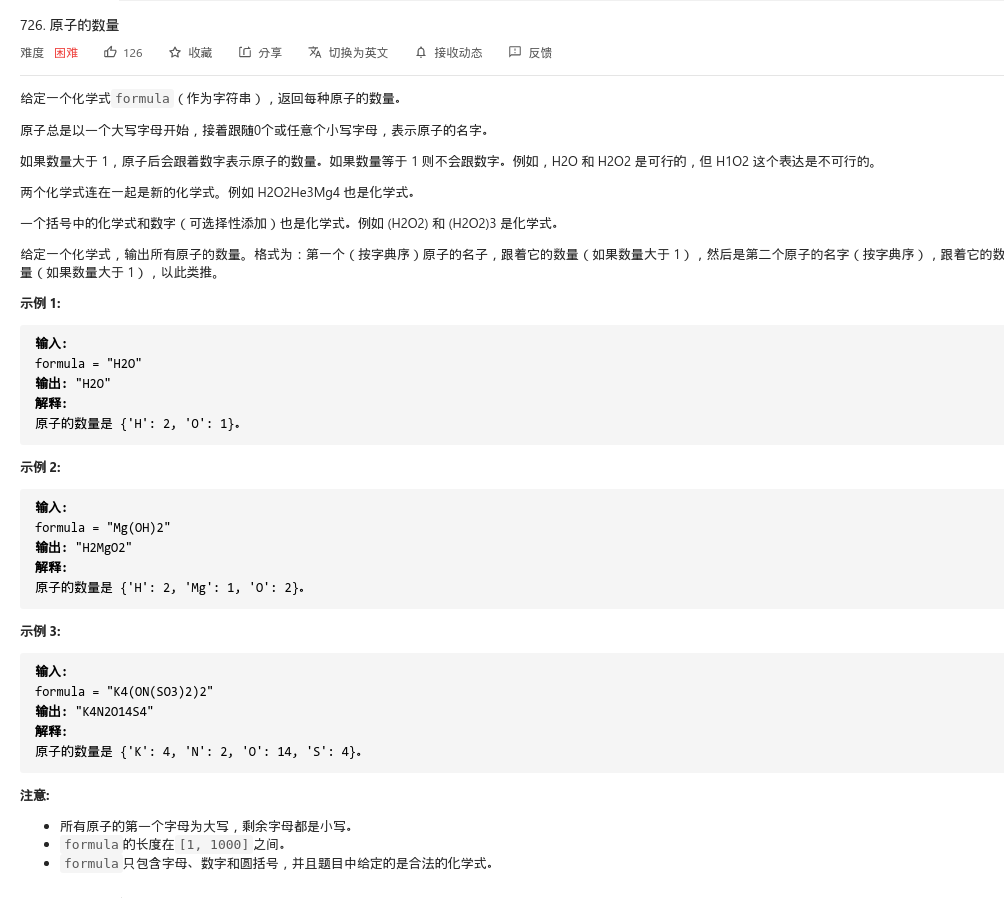 726. 原子的数量
难度 困难 126 收藏 分享 切换为英文 接收动态 反馈
给定一个化学式 formula（作为字符串），返回每种原子的数量。
原子总是以一个大写字母开始，接着跟随0个或任意个小写字母，表示原子的名字。
如果数量大于 1，原子后会跟着数字表示原子的数量。如果数量等于 1 则不会跟数字。例如，H2O 和 H2O2 是可行的，但 H1O2 这个表达是不可行的。
两个化学式连在一起是新的化学式。例如 H2O2He3Mg4 也是化学式。
一个括号中的化学式和数字（可选择性添加）也是化学式。例如 (H2O2) 和 (H2O2)3 是化学式。
给定一个化学式，输出所有原子的数量。格式为：第一个（按字典序）原子的名子，跟着它的数量（如果数量大于 1），然后是第二个原子的名字（按字典序），跟着它的数
量（如果数量大于 1），以此类推。
示例 1:
输入:
formula = "H2O"
输出: "H2O"
解释:
原子的数量是 {'H': 2, 'O': 1}。
示例 2:
输入:
formula = "Mg(OH)2"
输出: "H2MgO2"
解释:
原子的数量是 {'H': 2, 'Mg': 1, 'O': 2}。
示例 3:
输入:
formula = "K4(ON(SO3)2)2"
输出: "K4N2O14S4"
解释:
原子的数量是 {'K': 4, 'N': 2, 'O': 14, 'S': 4}。
注意:
所有原子的第一个字母为大写，剩余字母都是小写。
formula 的长度在 [1, 1000] 之间。
formula 只包含字母、数字和圆括号，并且题目中给定的是合法的化学式。